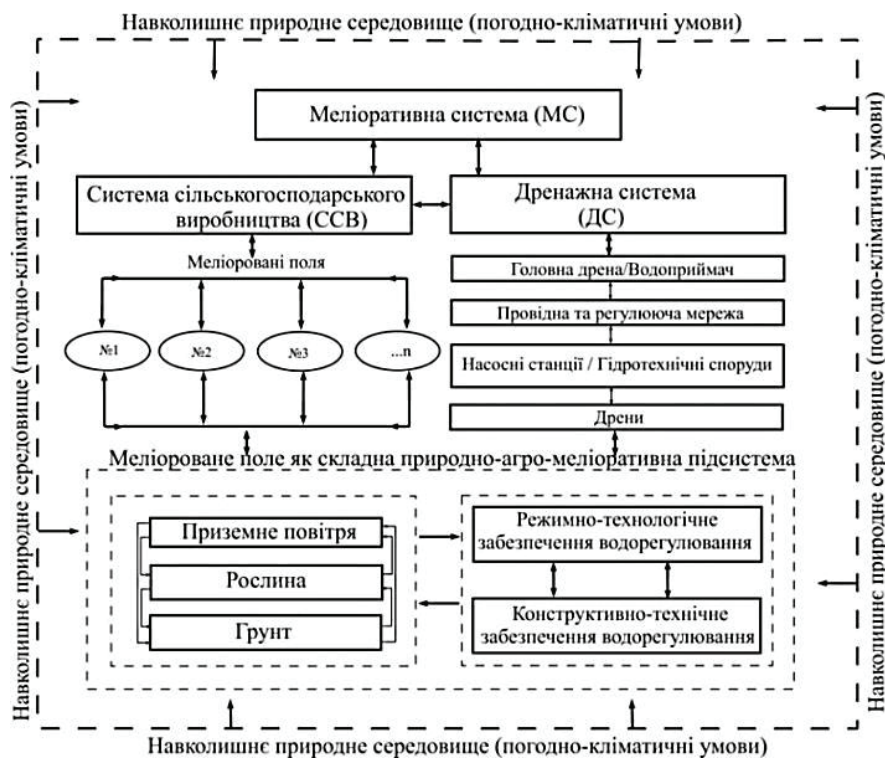 Навколишнє природне середовище (погодно-кліматичні умови)
Навколишнє природне середовище (погодно-кліматичні умови)
Навколишнє природне середовище (погодно-кліматичні умови)
Меліоративна система (МС)
Система сільськогосподарського
виробництва (ССВ)
Дренажна система
(ДС)
Меліоровані поля
№1
№2
№3
...n
Головна дрена/Водоприймач
Провідна та регулююча мережа
Насосні станції / Гідротехнічні споруди
Дрени
Меліороване поле як складна природно-агро-меліоративна підсистема
Приземне повітря
Рослина
Грунт
Режимно-технологічне
забезпечення водорегулювання
Конструктивно-технічне
забезпечення водорегулювання
Навколишнє природне середовище (погодно-кліматичні умови)